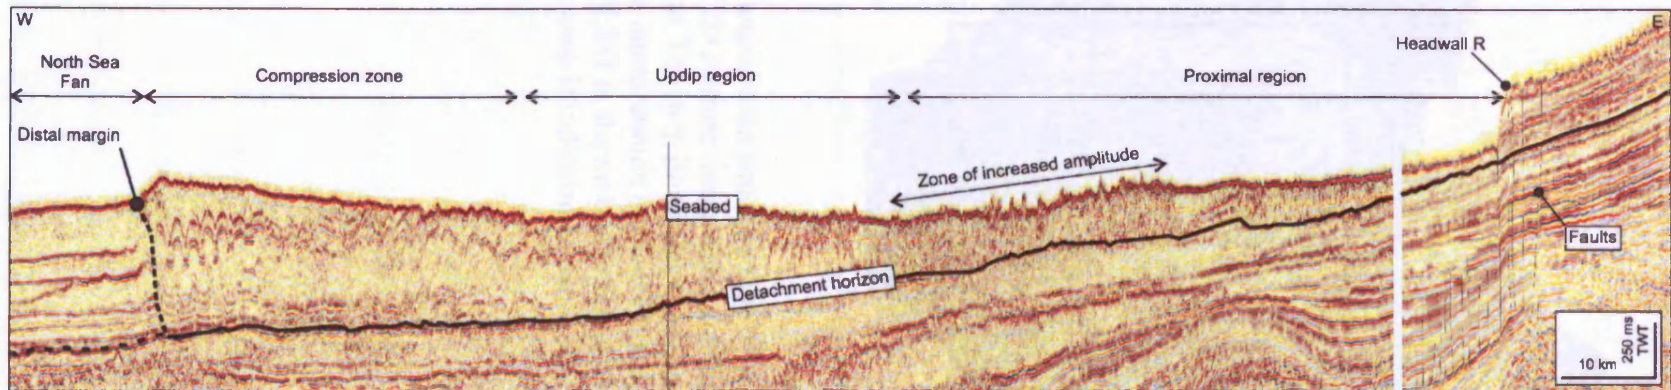 W
E
North Sea
Fan
Compression zone
Updip region
Proximal region
Headwall R
Distal margin
Zone of increased amplitude
Seabed
Faults
Detachment horizon
10 km
250 ms
TWT